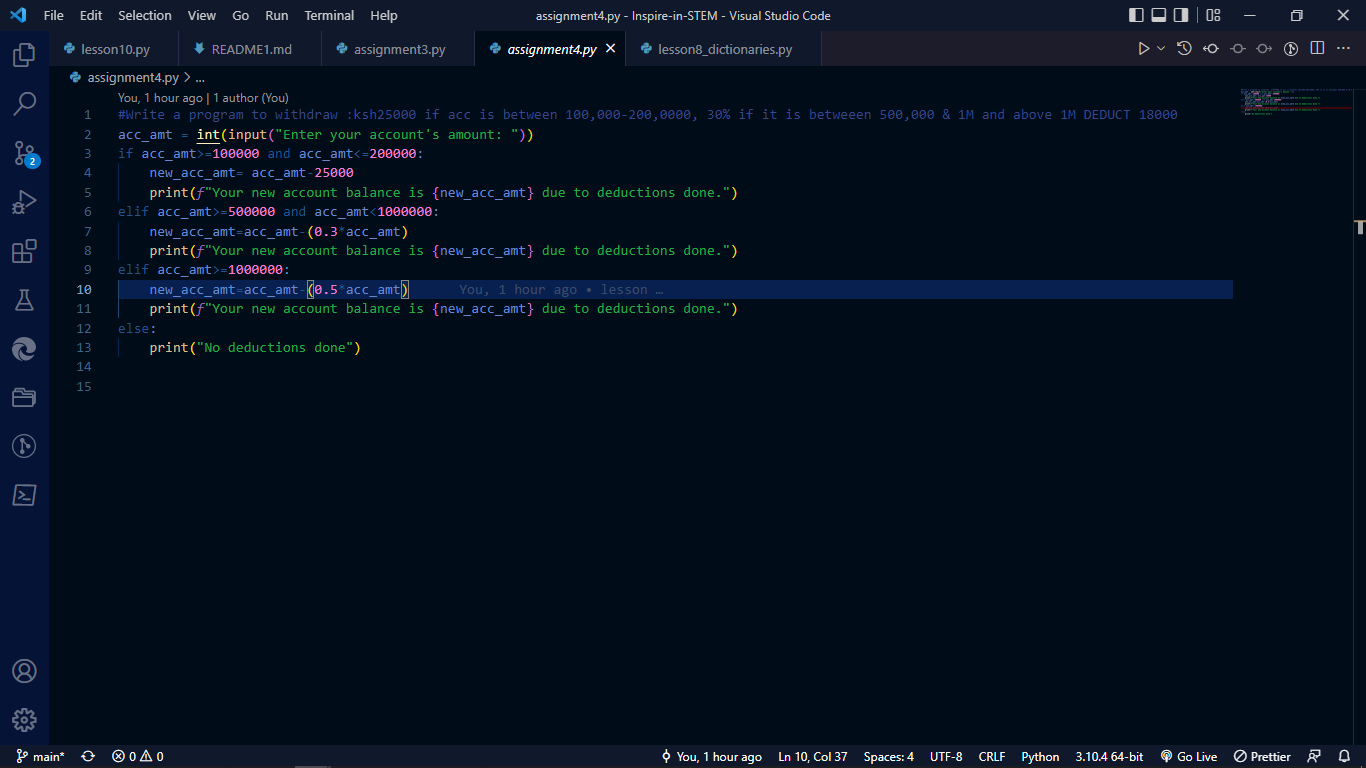 File Edit Selection View Go Run Terminal Help assignment4.py - Inspire-in-STEM - Visual Studio Code
lesson10.py README1.md assignment3.py assignment4.py lesson8_dictionaries.py
assignment4.py > ...
You, 1 hour ago | 1 author (You)
1 #Write a program to withdraw :ksh25000 if acc is between 100,000-200,0000, 30% if it is betweeen 500,000 & 1M and above 1M DEDUCT 18000
2 acc_amt = int(input("Enter your account's amount: "))
3 if acc_amt>=100000 and acc_amt<=200000:
4 new_acc_amt= acc_amt-25000
5 print(f"Your new account balance is {new_acc_amt} due to deductions done.")
6 elif acc_amt>=500000 and acc_amt<1000000:
7 new_acc_amt=acc_amt-(0.3*acc_amt)
8 print(f"Your new account balance is {new_acc_amt} due to deductions done.")
9 elif acc_amt>=1000000:
10 new_acc_amt=acc_amt-(0.5*acc_amt) You, 1 hour ago • lesson …
11 print(f"Your new account balance is {new_acc_amt} due to deductions done.")
12 else:
13 print("No deductions done")
14
15
2
main* 0 0 You, 1 hour ago Ln 10, Col 37 Spaces: 4 UTF-8 CRLF Python 3.10.4 64-bit Go Live Prettier